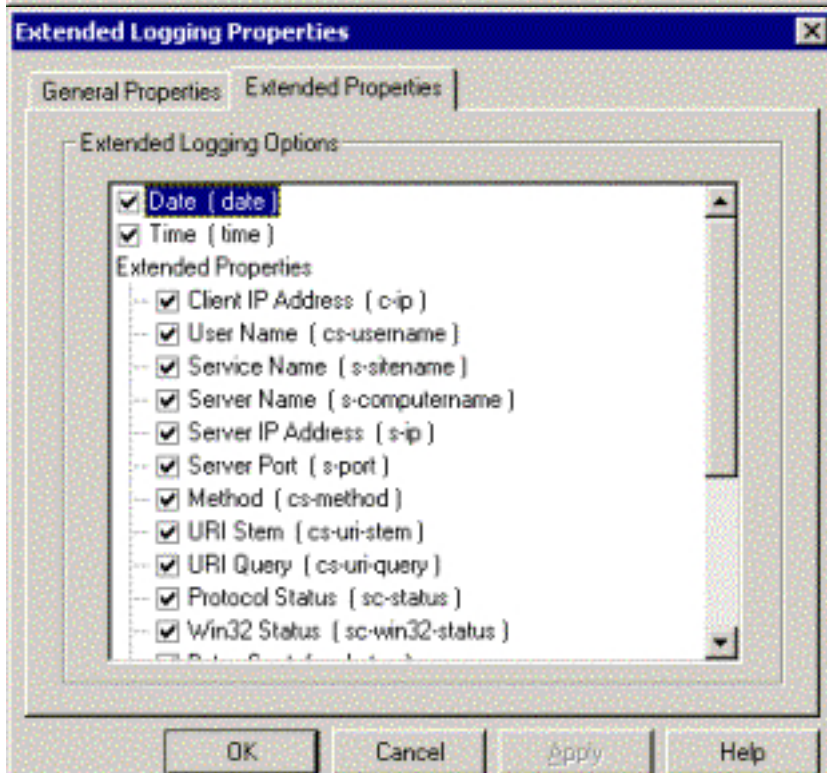 Extended Logging Properties
General Properties
Extended Properties
Extended Logging Options
Date ( date )
Time ( time )
Extended Properties
Client IP Address ( c-ip )
User Name ( cs-username )
Service Name ( s-sitename )
Server Name ( s-computername )
Server IP Address ( s-ip )
Server Port ( s-port )
Method ( cs-method )
URI Stem ( cs-uri-stem )
URI Query ( cs-uri-query )
Protocol Status ( sc-status )
Win32 Status ( sc-win32-status )
OK
Cancel
Apply
Help